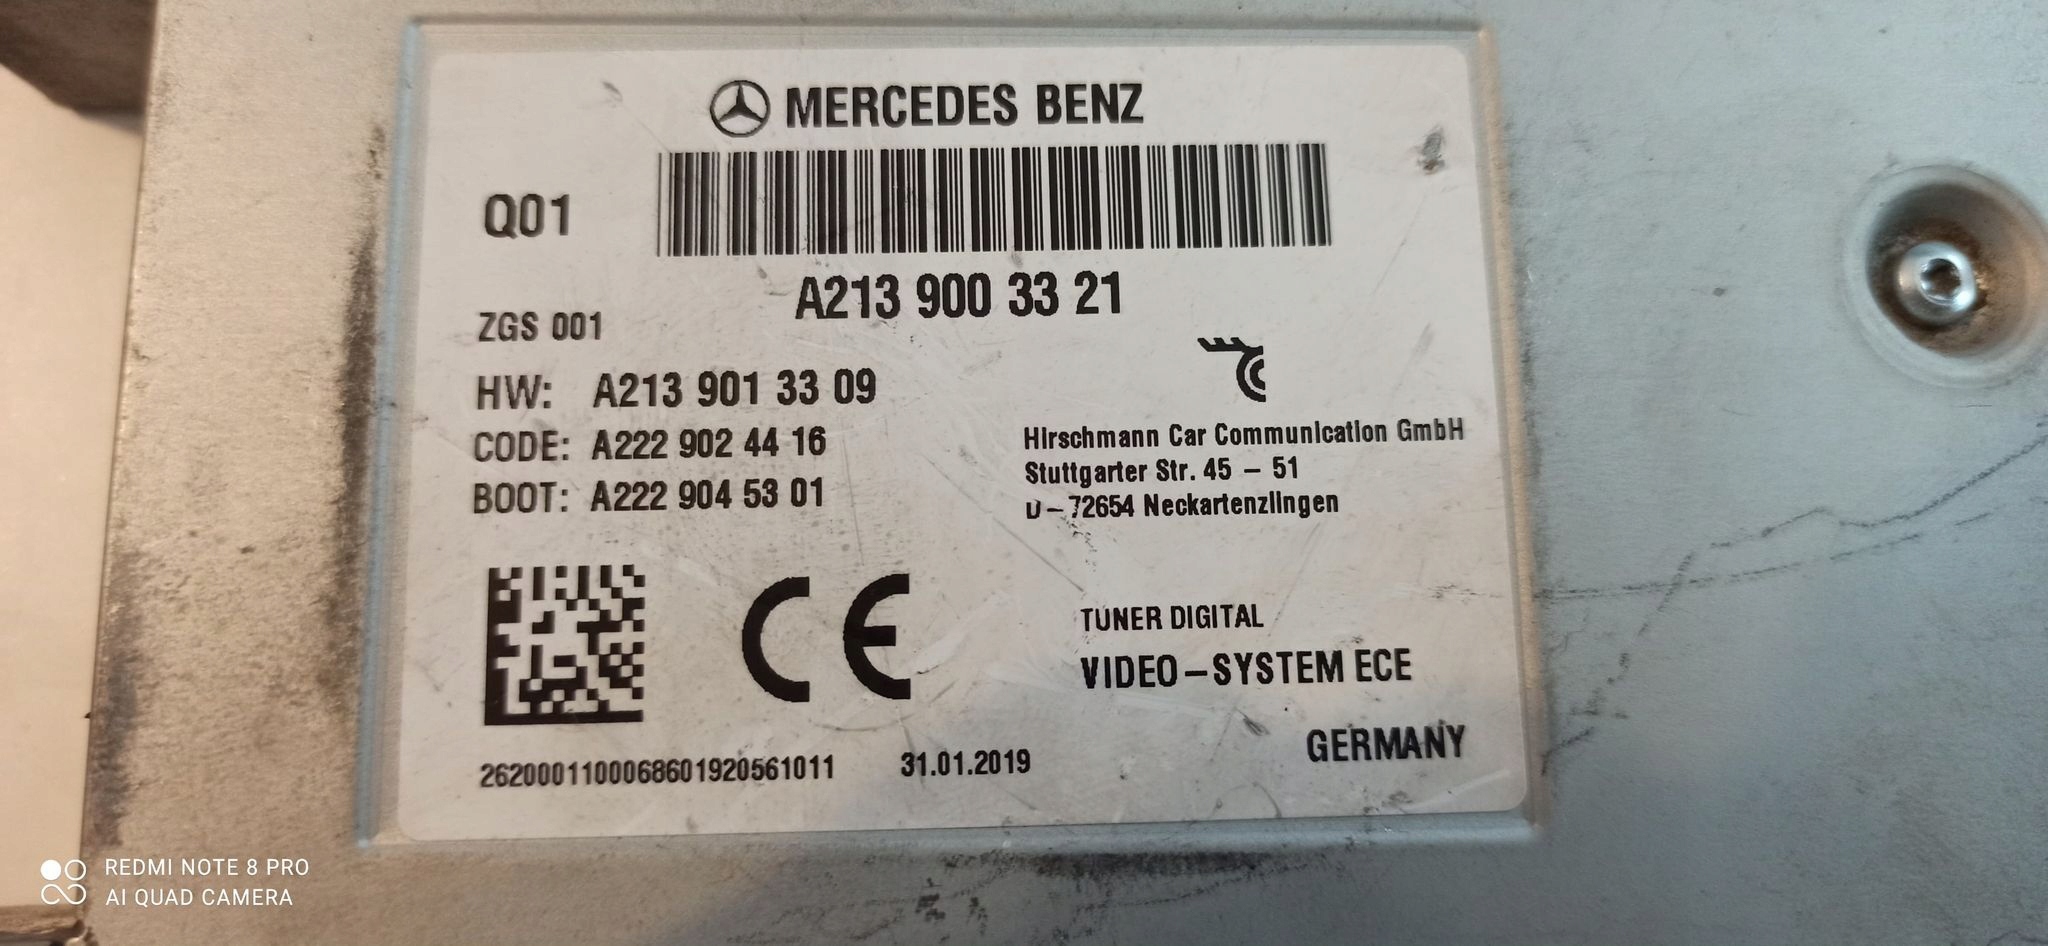 MERCEDES BENZ
Q01
A213 900 33 21
ZGS 001
HW: A213 901 33 09
CODE: A222 902 44 16
BOOT: A222 904 53 01
Hirschmann Car Communication GmbH
Stuttgarter Str. 45 – 51
D – 72654 Neckartenzlingen
CE
TUNER DIGITAL
VIDEO–SYSTEM ECE
GERMANY
2620001100068601920561011 31.01.2019
REDMI NOTE 8 PRO
AI QUAD CAMERA